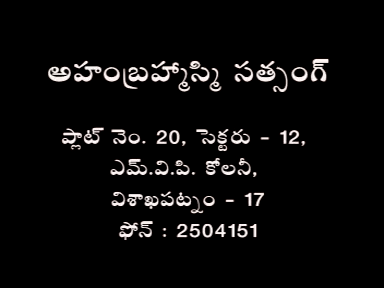 అహంబ్రహ్మాస్మి సత్సంగ్
ప్లాట్ నెం. 20, సెక్టరు - 12,
ఎమ్.వి.పి. కోలనీ,
విశాఖపట్నం - 17
ఫోన్ : 2504151